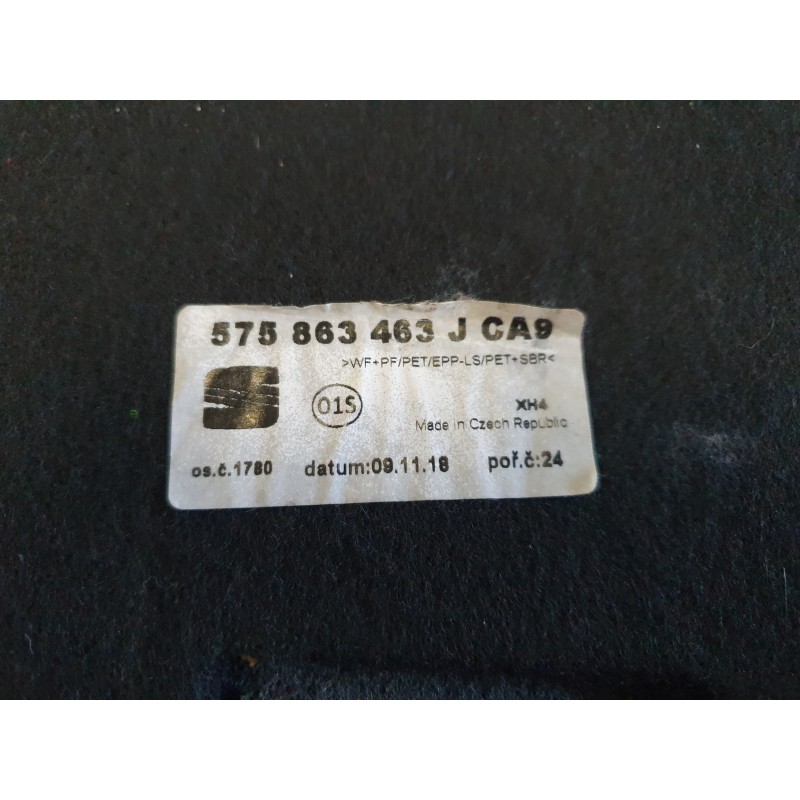 575 863 463 J CA9
>WF+PF/PET/EPP-LS/PET+SBR<
01S
XH4
Made in Czech Republic
os.č.1780 datum:09.11.18 poř.č:24